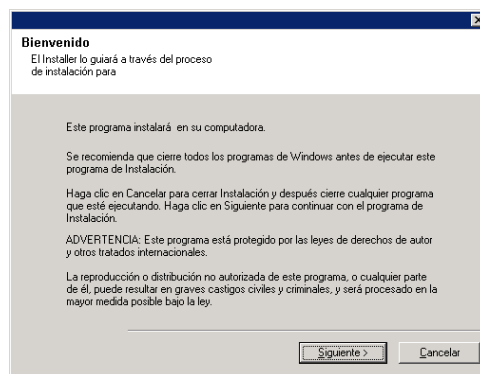 Bienvenido
El Installer lo guiará a través del proceso
de instalación para
Este programa instalará en su computadora.
Se recomienda que cierre todos los programas de Windows antes de ejecutar este
programa de Instalación.
Haga clic en Cancelar para cerrar Instalación y después cierre cualquier programa
que esté ejecutando. Haga clic en Siguiente para continuar con el programa de
Instalación.
ADVERTENCIA: Este programa está protegido por las leyes de derechos de autor
y otros tratados internacionales.
La reproducción o distribución no autorizada de este programa, o cualquier parte
de él, puede resultar en graves castigos civiles y criminales, y será procesado en la
mayor medida posible bajo la ley.
Siguiente >
Cancelar